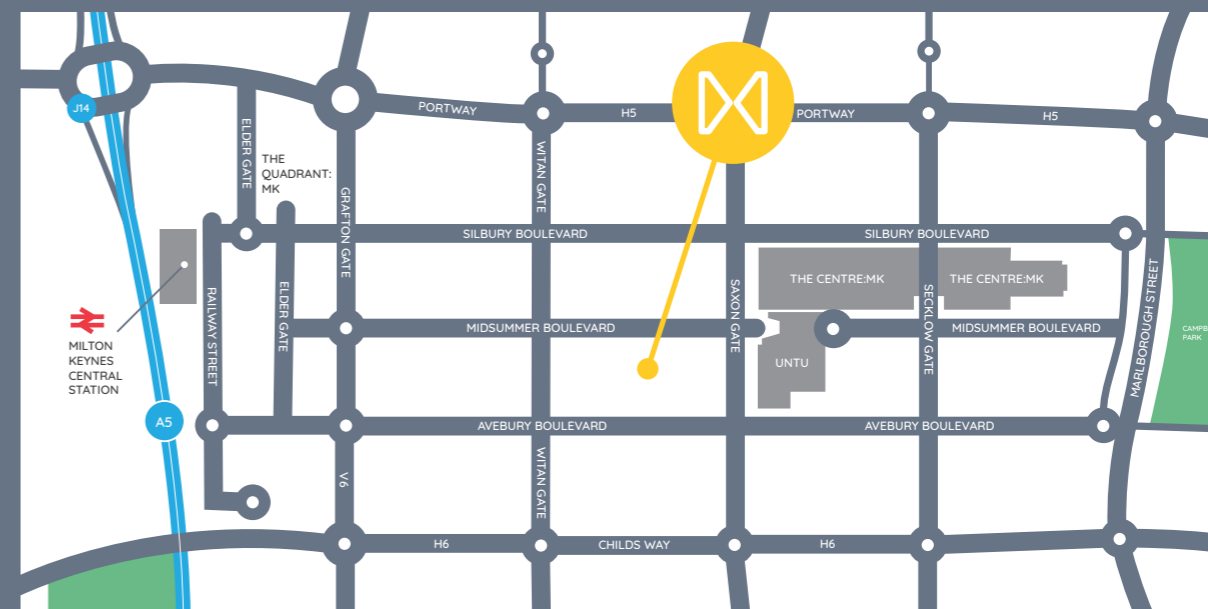 J14
PORTWAY
H5
PORTWAY
H5
ELDER GATE
THE
QUADRANT:
MK
WITAN GATE
GRAFTON GATE
SILBURY BOULEVARD
SILBURY BOULEVARD
THE CENTRE:MK
THE CENTRE:MK
RAILWAY STREET
ELDER GATE
SAXON GATE
SECKLOW GATE
MARLBOROUGH STREET
MIDSUMMER BOULEVARD
MIDSUMMER BOULEVARD
CAMPB
PARK
MILTON
KEYNES
CENTRAL
STATION
UNTU
A5
AVEBURY BOULEVARD
AVEBURY BOULEVARD
V6
WITAN GATE
H6
CHILDS WAY
H6